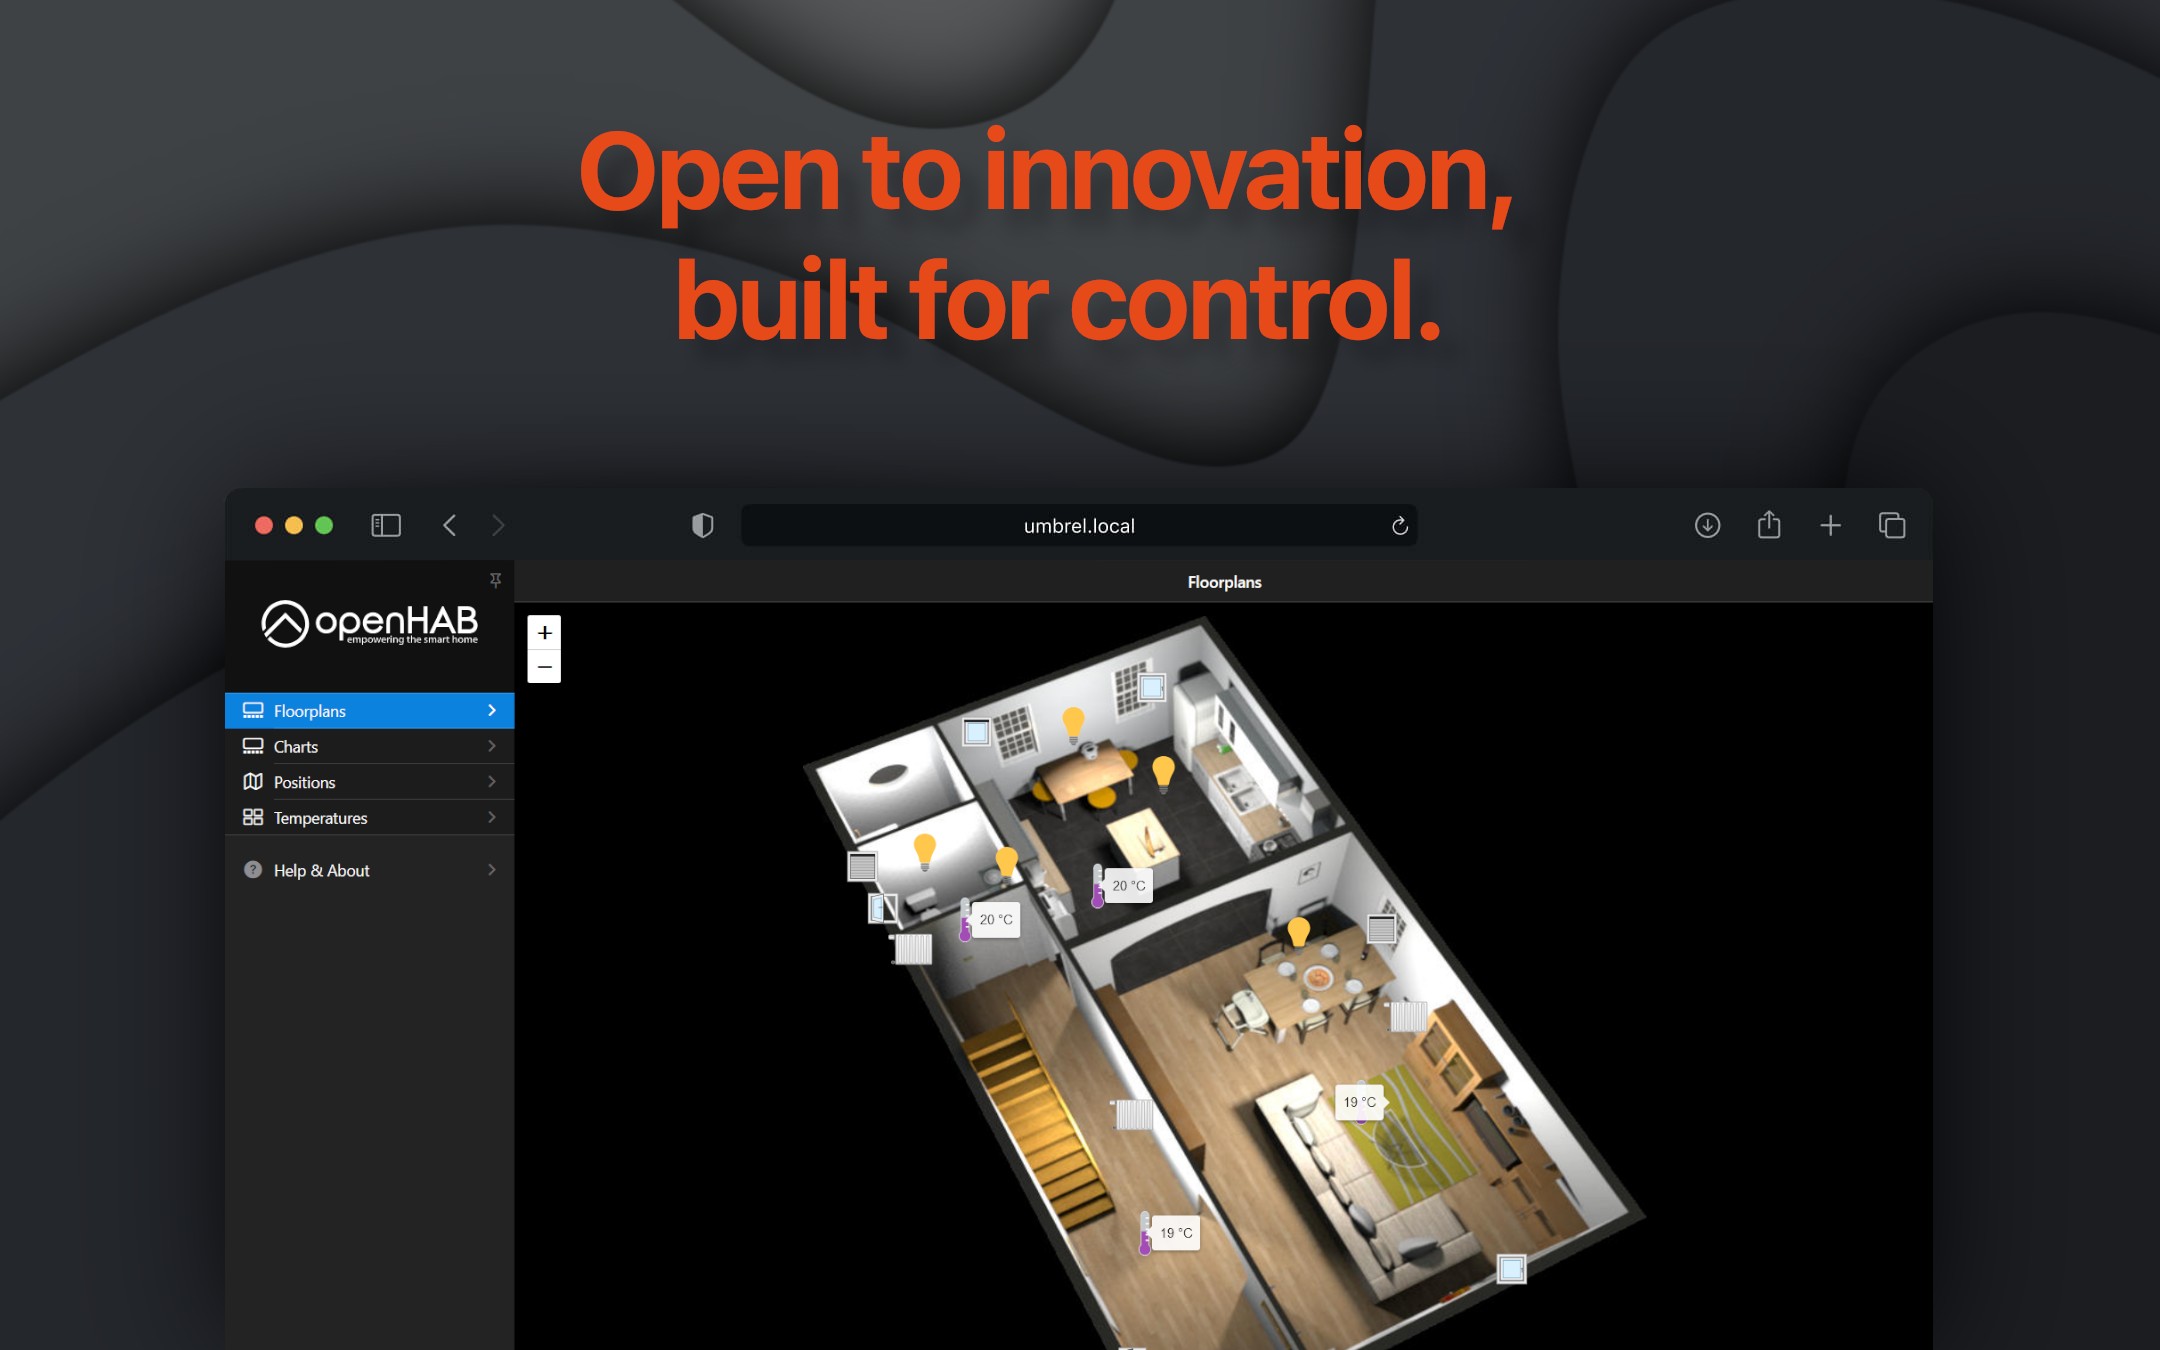 Open to innovation,
built for control.
umbrel.local
openHAB
empowering the smart home
Floorplans
Charts
Positions
Temperatures
Help & About
Floorplans
+
−
20 °C
20 °C
19 °C
19 °C